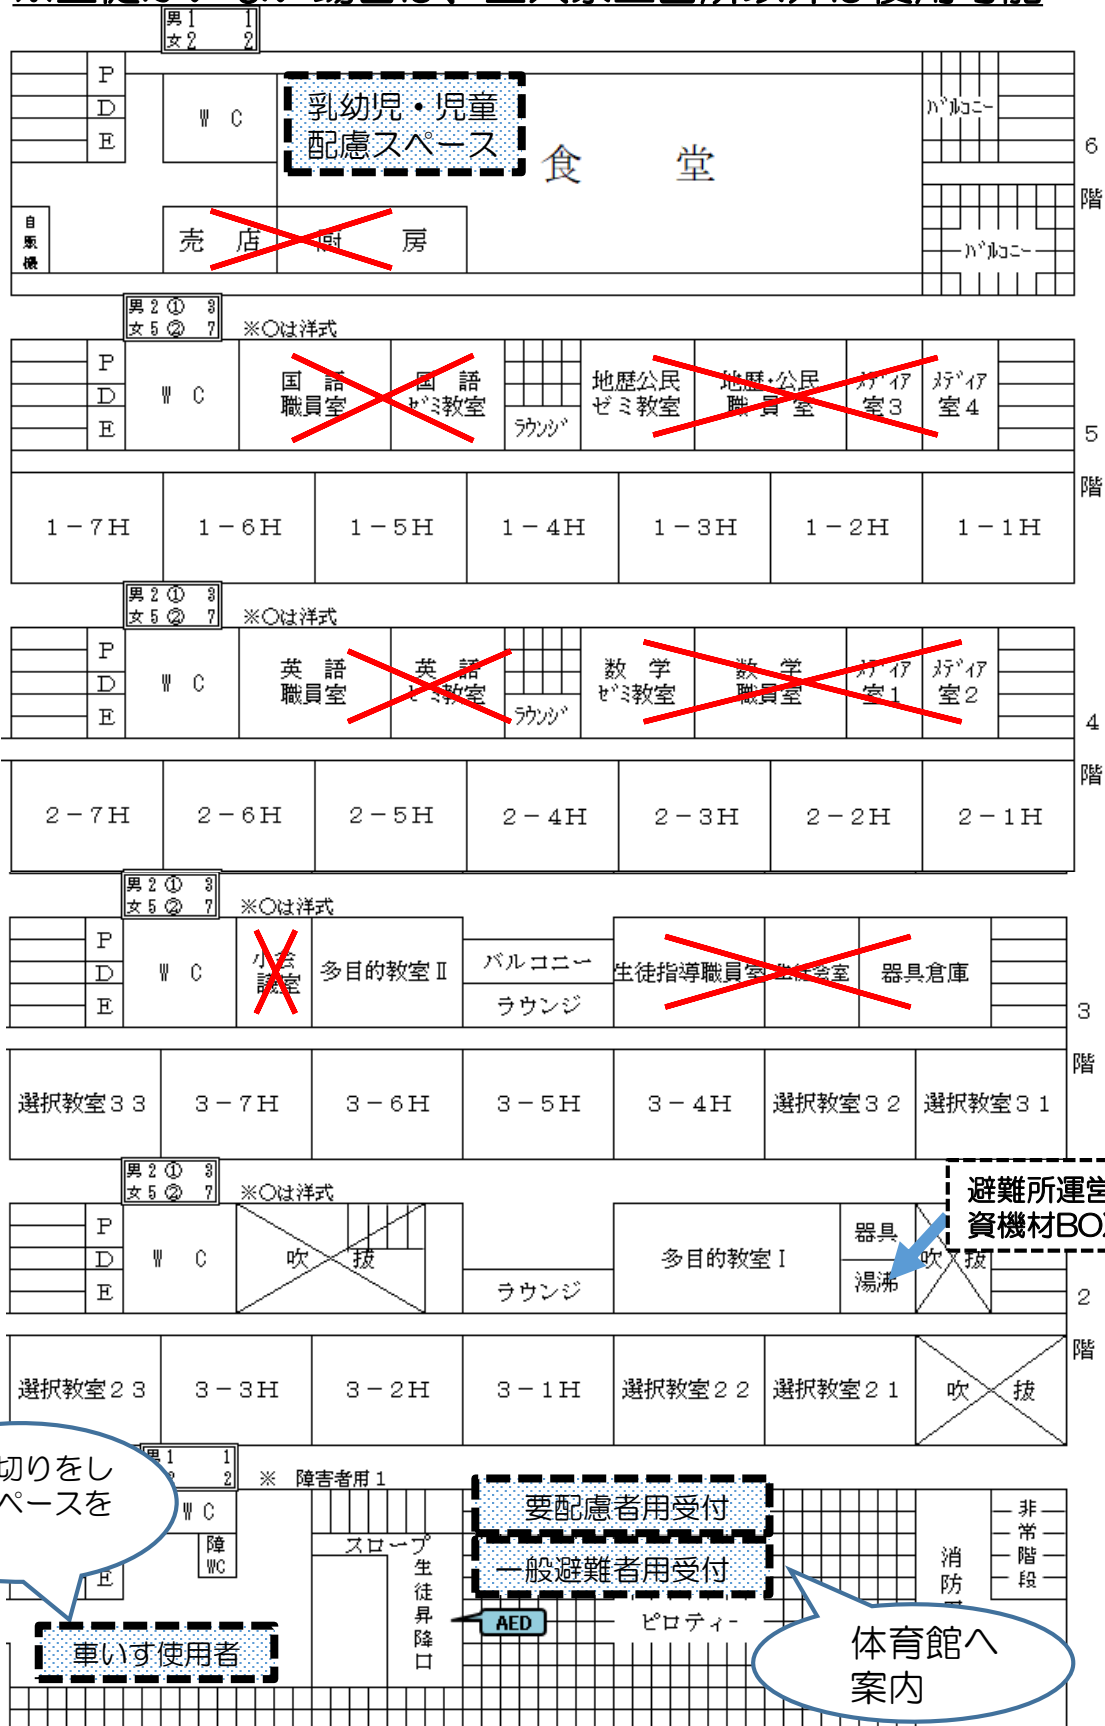 男1 1
女2 2
P
D
E
W C
乳幼児・児童
配慮スペース
食 堂
バルコニー
6
階
自販機
売 店
厨 房
バルコニー
男2 ① 3
女5 ② 7
※〇は洋式
P
D
E
W C
国 語
職員室
国 語
ゼミ教室
ラウンジ
地歴公民
ゼミ教室
地歴・公民
職 員 室
メディア
室3
メディア
室4
5
階
1-7H
1-6H
1-5H
1-4H
1-3H
1-2H
1-1H
男2 ① 3
女5 ② 7
※〇は洋式
P
D
E
W C
英 語
職員室
英 語
ゼミ教室
ラウンジ
数 学
ゼミ教室
数 学
職員室
メディア
室1
メディア
室2
4
階
2-7H
2-6H
2-5H
2-4H
2-3H
2-2H
2-1H
男2 ① 3
女5 ② 7
※〇は洋式
P
D
E
W C
小会
議室
多目的教室Ⅱ
バルコニー
ラウンジ
生徒指導職員室
生徒会室
器具倉庫
3
階
選択教室33
3-7H
3-6H
3-5H
3-4H
選択教室32
選択教室31
男2 ① 3
女5 ② 7
※〇は洋式
P
D
E
W C
吹 抜
ラウンジ
多目的教室Ⅰ
器具
湯沸
避難所運営
資機材BOX
吹 抜
2
階
選択教室23
3-3H
3-2H
3-1H
選択教室22
選択教室21
吹 抜
切りをし
ペースを
男1 1
2
※ 障害者用1
WC
障
WC
E
スロープ
生徒昇降口
要配慮者用受付
一般避難者用受付
AED
ピロティー
消防
非常階段
車いす使用者
体育館へ
案内